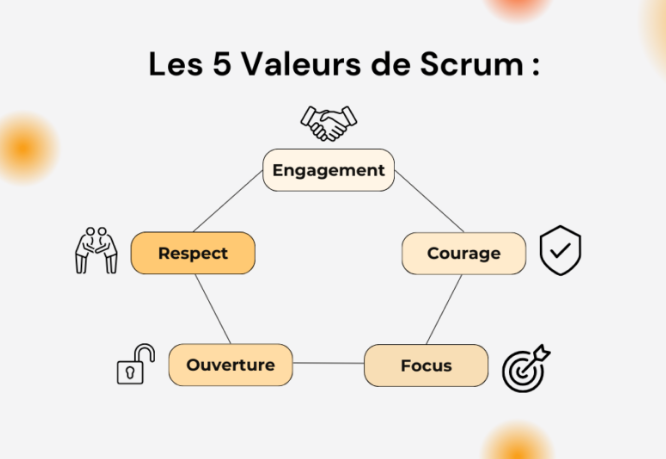 Les 5 Valeurs de Scrum :
Engagement
Respect
Courage
Ouverture
Focus